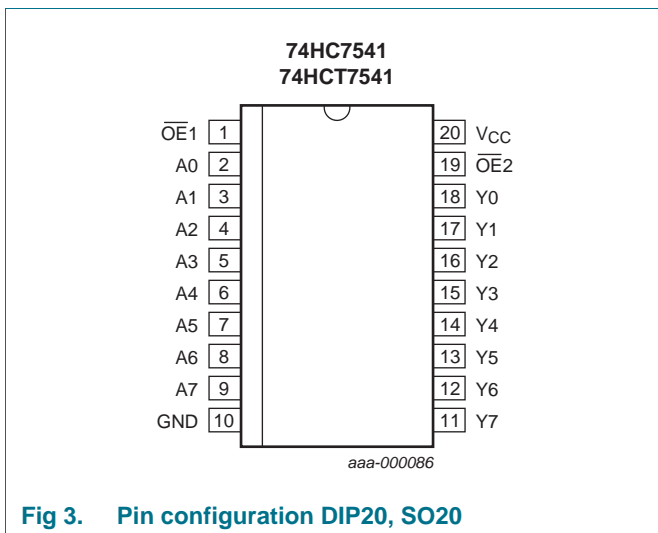 74HC7541
74HCT7541
O̅E̅1 1 20 VCC
A0 2 19 O̅E̅2
A1 3 18 Y0
A2 4 17 Y1
A3 5 16 Y2
A4 6 15 Y3
A5 7 14 Y4
A6 8 13 Y5
A7 9 12 Y6
GND 10 11 Y7
aaa-000086
Fig 3. Pin configuration DIP20, SO20